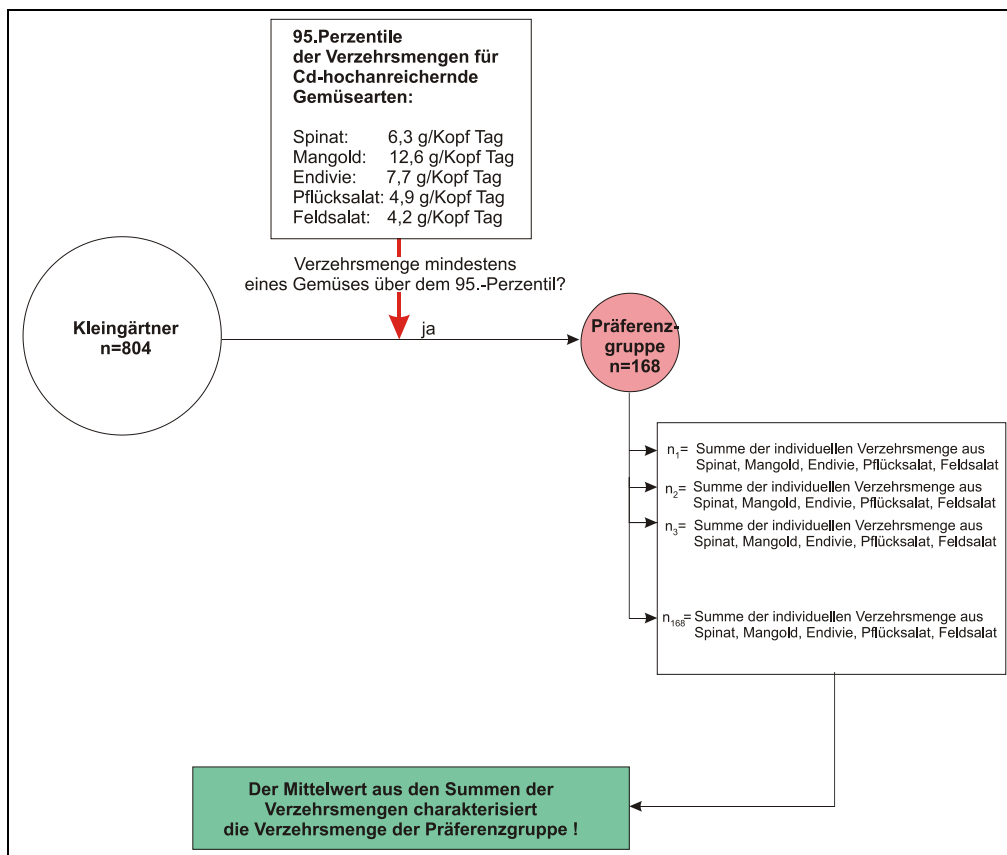 95.Perzentile
der Verzehrsmengen für
Cd-hochanreichernde
Gemüsearten:
Spinat: 6,3 g/Kopf Tag
Mangold: 12,6 g/Kopf Tag
Endivie: 7,7 g/Kopf Tag
Pflücksalat: 4,9 g/Kopf Tag
Feldsalat: 4,2 g/Kopf Tag
Verzehrsmenge mindestens
eines Gemüses über dem 95.-Perzentil?
Kleingärtner
n=804
ja
Präferenz-
gruppe
n=168
n1= Summe der individuellen Verzehrsmenge aus
Spinat, Mangold, Endivie, Pflücksalat, Feldsalat
n2= Summe der individuellen Verzehrsmenge aus
Spinat, Mangold, Endivie, Pflücksalat, Feldsalat
n3= Summe der individuellen Verzehrsmenge aus
Spinat, Mangold, Endivie, Pflücksalat, Feldsalat
n168= Summe der individuellen Verzehrsmenge aus
Spinat, Mangold, Endivie, Pflücksalat, Feldsalat
Der Mittelwert aus den Summen der
Verzehrsmengen charakterisiert
die Verzehrsmenge der Präferenzgruppe !